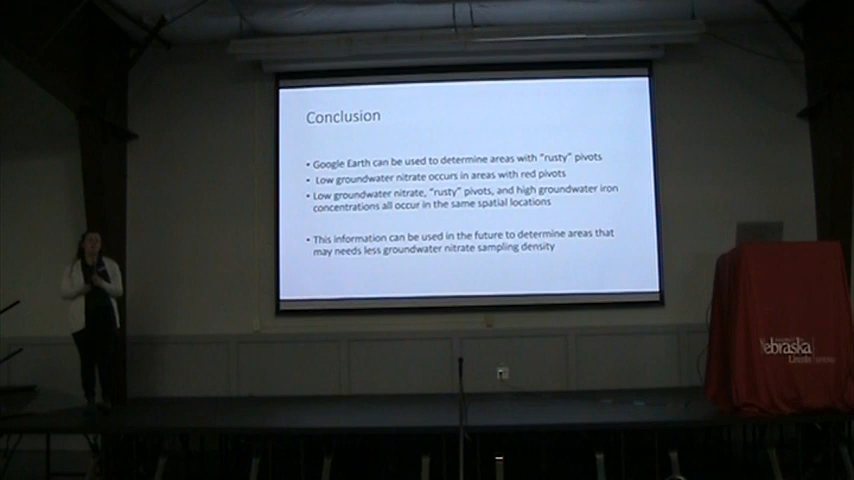 Conclusion
• Google Earth can be used to determine areas with "rusty" pivots
• Low groundwater nitrate occurs in areas with red pivots
• Low groundwater nitrate, "rusty" pivots, and high groundwater iron
concentrations all occur in the same spatial locations
• This information can be used in the future to determine areas that
may needs less groundwater nitrate sampling density
Nebraska
Lincoln